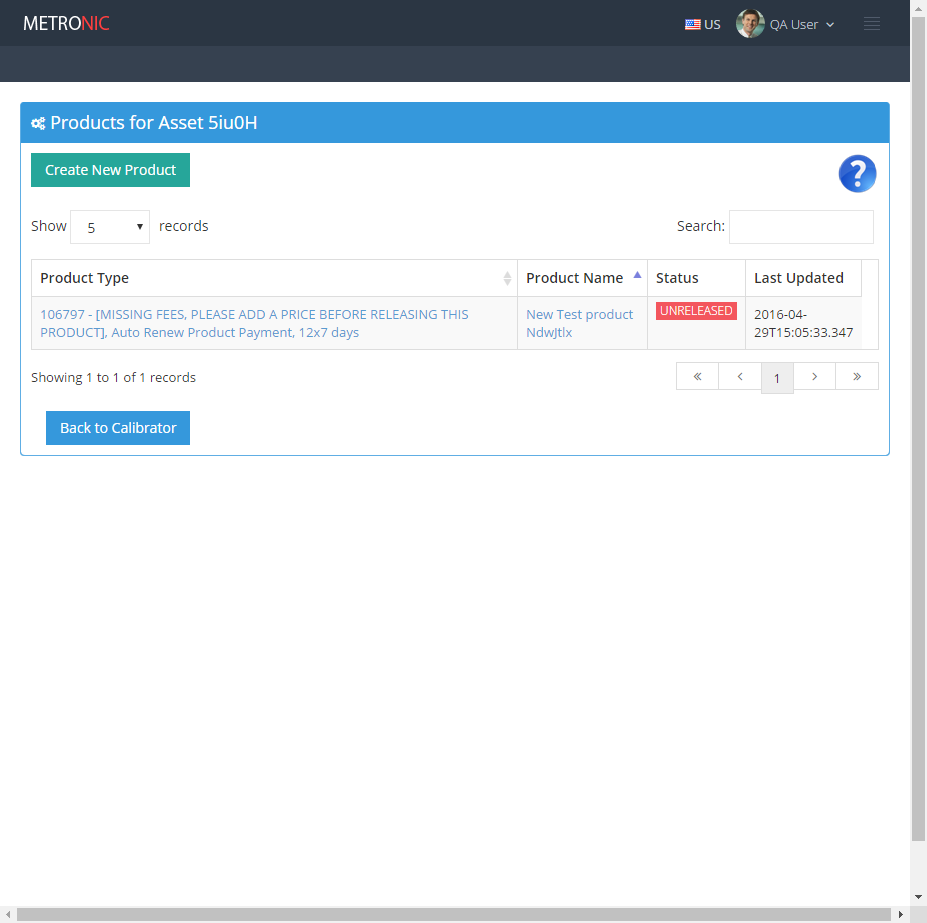 METRONIC
US QA User
Products for Asset 5iu0H
Create New Product
?
Show 5 records Search:
Product Type Product Name Status Last Updated
106797 - [MISSING FEES, PLEASE ADD A PRICE BEFORE RELEASING THIS
PRODUCT], Auto Renew Product Payment, 12x7 days
New Test product
NdwJtlx
UNRELEASED
2016-04-
29T15:05:33.347
Showing 1 to 1 of 1 records
« ‹ 1 › »
Back to Calibrator